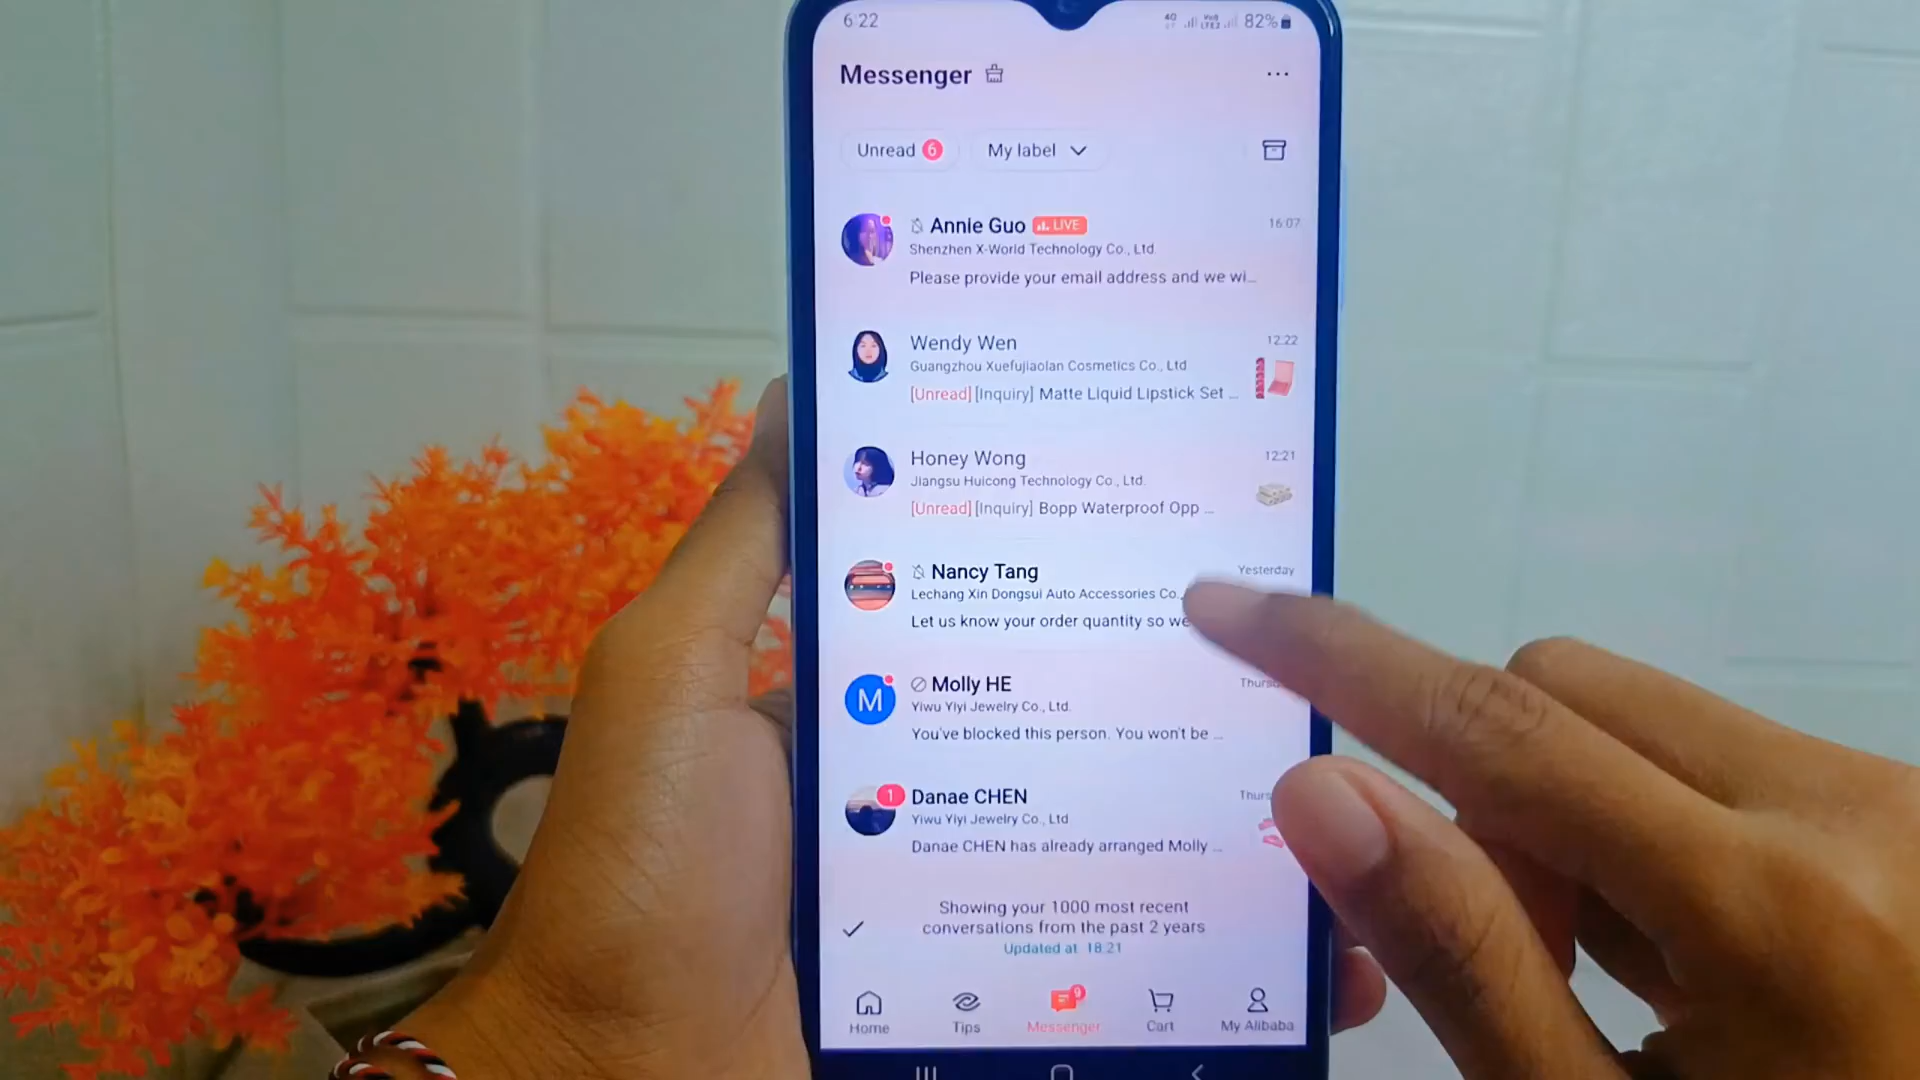 6:22
4G
VoD
LTE2
82%
Messenger
...
Unread 6
My label
Annie Guo LIVE
16:07
Shenzhen X-World Technology Co., Ltd
Please provide your email address and we wi...
Wendy Wen
12:22
Guangzhou Xuefujiaolan Cosmetics Co., Ltd
[Unread] [Inquiry] Matte Liquid Lipstick Set ...
Honey Wong
12:21
Jiangsu Huicong Technology Co., Ltd.
[Unread] [Inquiry] Bopp Waterproof Opp ...
Nancy Tang
Yesterday
Lechang Xin Dongsui Auto Accessories Co.,
Let us know your order quantity so we
M
Molly HE
Yiwu Yiyi Jewelry Co., Ltd.
You've blocked this person. You won't be ...
1
Danae CHEN
Yiwu Yiyi Jewelry Co., Ltd
Danae CHEN has already arranged Molly ...
Showing your 1000 most recent
conversations from the past 2 years
Updated at 18:21
9
Home
Tips
Messenger
Cart
My Alibaba